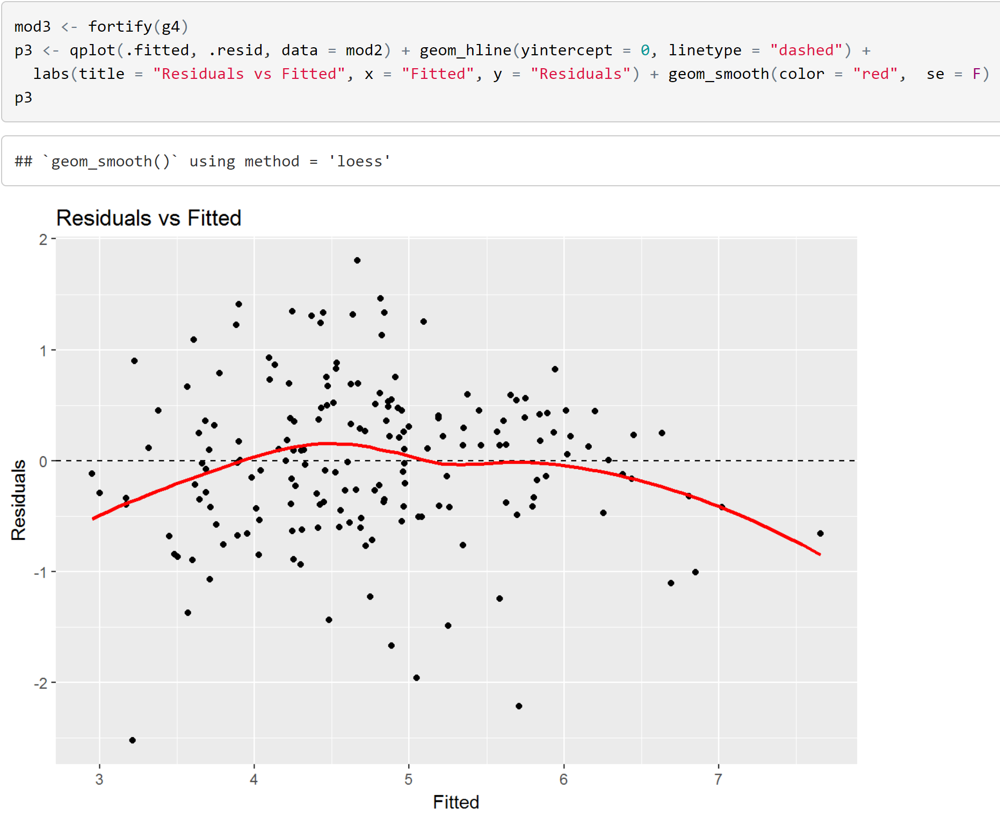 mod3 <- fortify(g4)
p3 <- qplot(.fitted, .resid, data = mod2) + geom_hline(yintercept = 0, linetype = "dashed") +
  labs(title = "Residuals vs Fitted", x = "Fitted", y = "Residuals") + geom_smooth(color = "red",  se = F)
p3
## `geom_smooth()` using method = 'loess'
Residuals vs Fitted
2
1
0
-1
-2
Residuals
3 4 5 6 7
Fitted